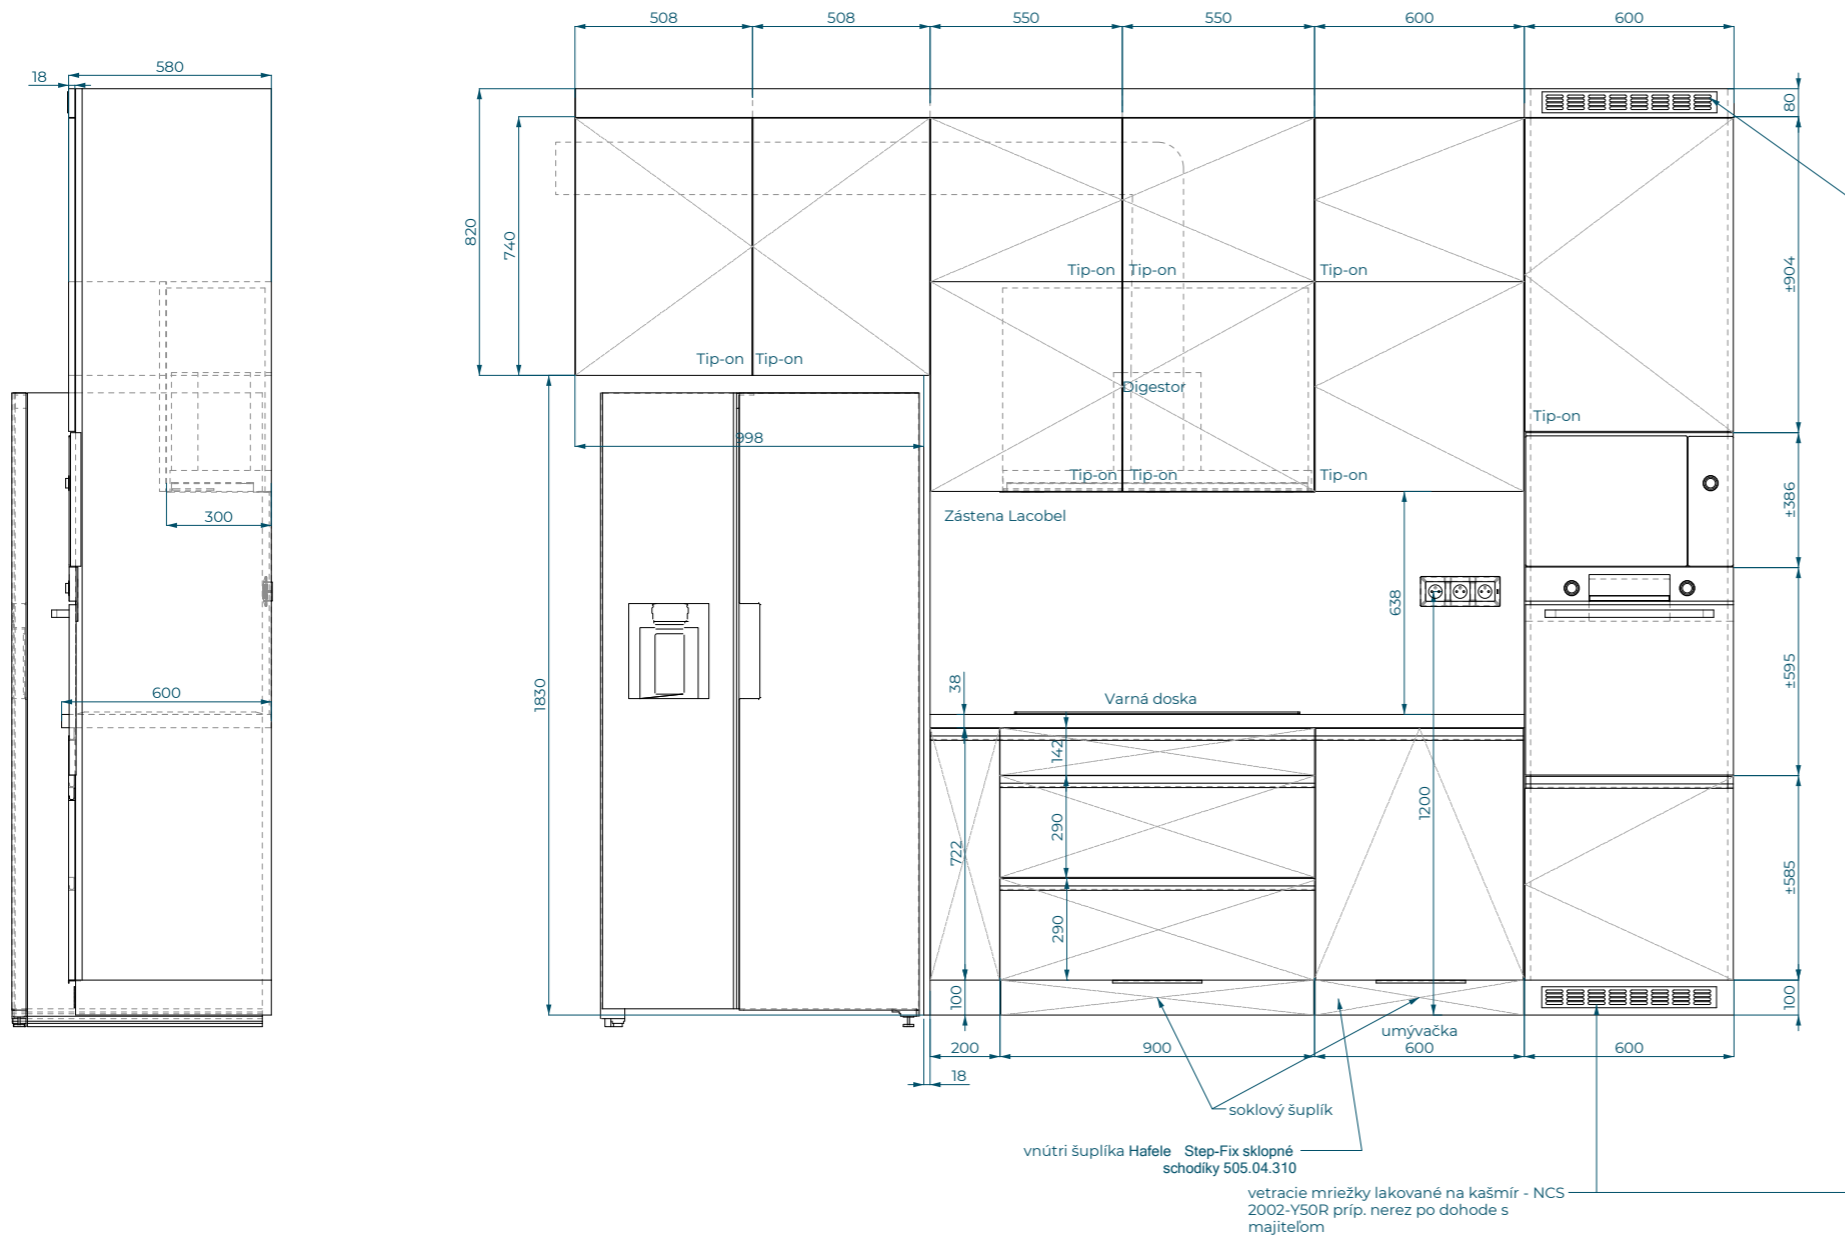 508
508
550
550
600
600
580
18
80
820
740
±904
Tip-on
Tip-on
Tip-on
Tip-on
Tip-on
Digestor
Tip-on
998
Tip-on
Tip-on
Tip-on
±386
300
Zástena Lacobel
638
±595
600
1830
38
Varná doska
142
1200
290
722
±585
290
100
100
umývačka
200
900
600
600
18
soklový šuplík
vnútri šuplíka Hafele Step-Fix sklopné
schodíky 505.04.310
vetracie mriežky lakované na kašmír - NCS
2002-Y50R príp. nerez po dohode s
majiteľom